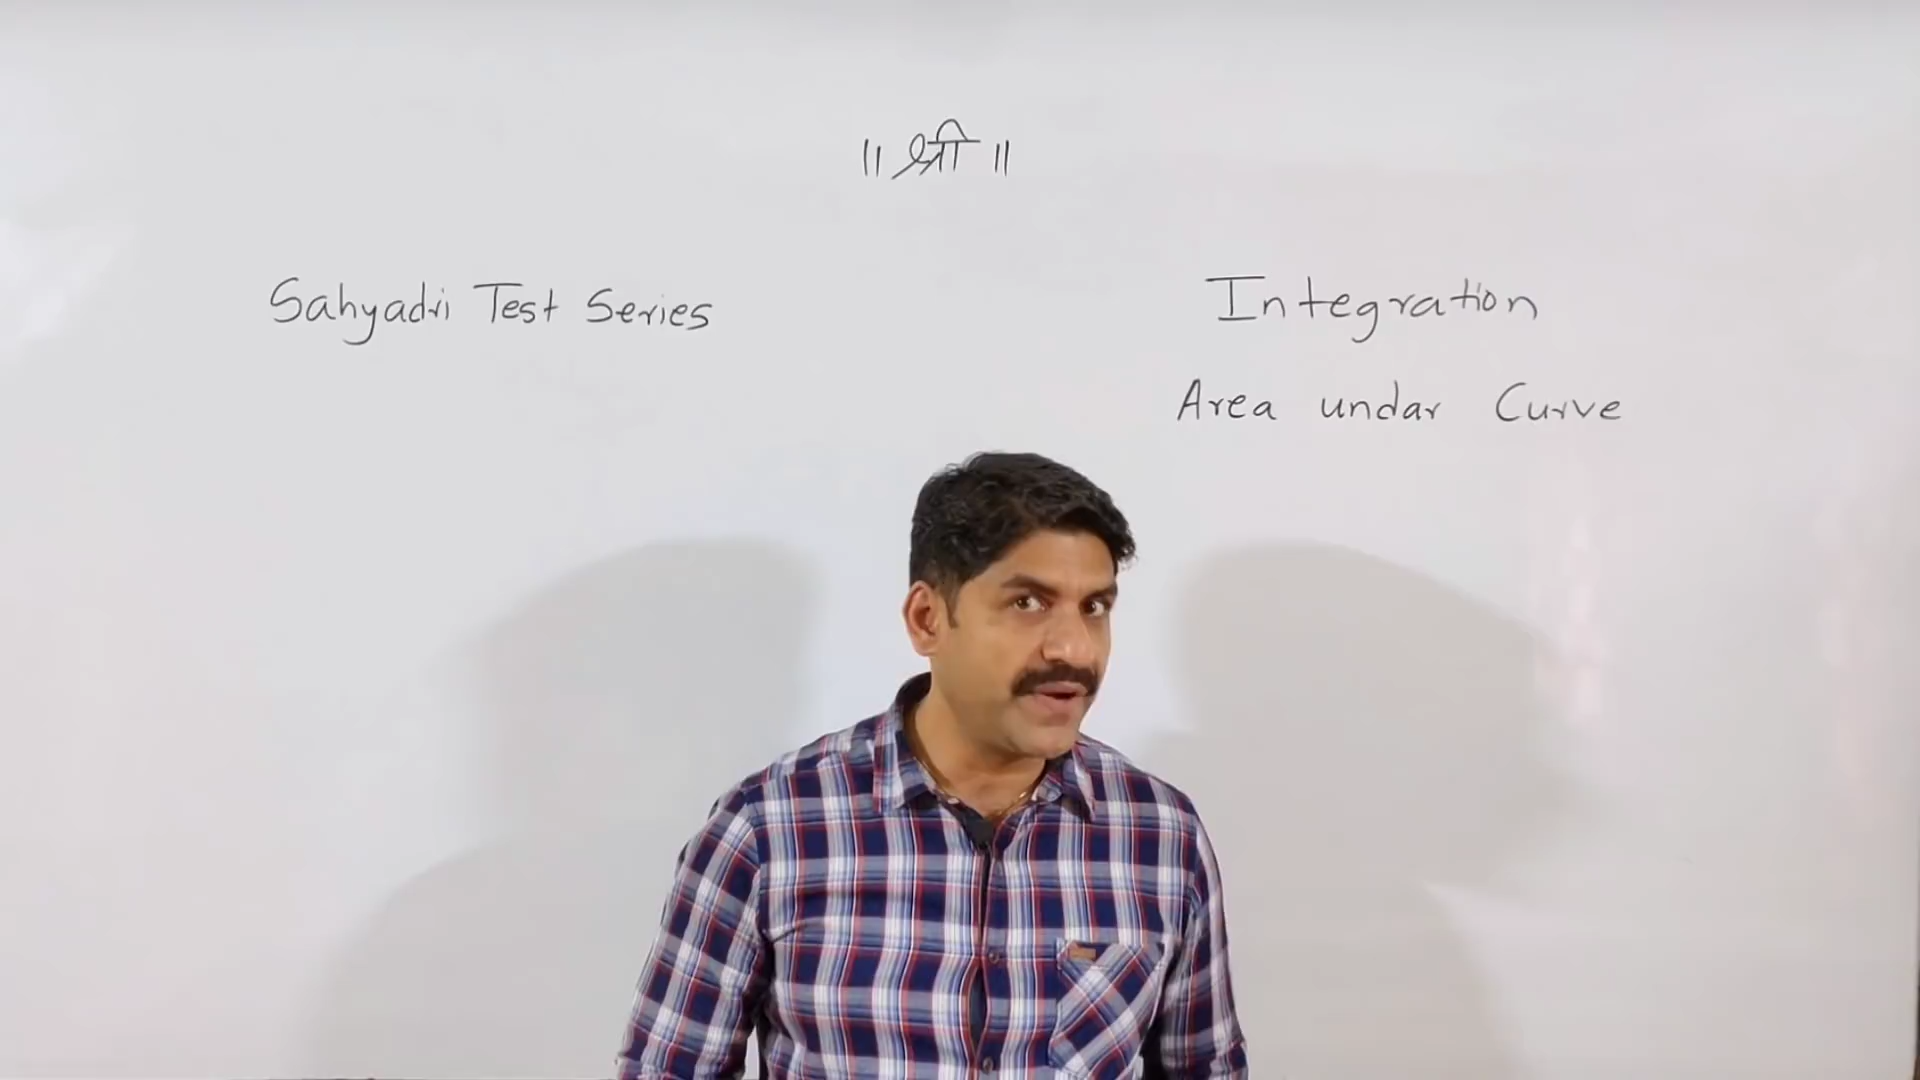 ॥ श्री ॥
Sahyadri Test Series
Integration
Area undar Curve